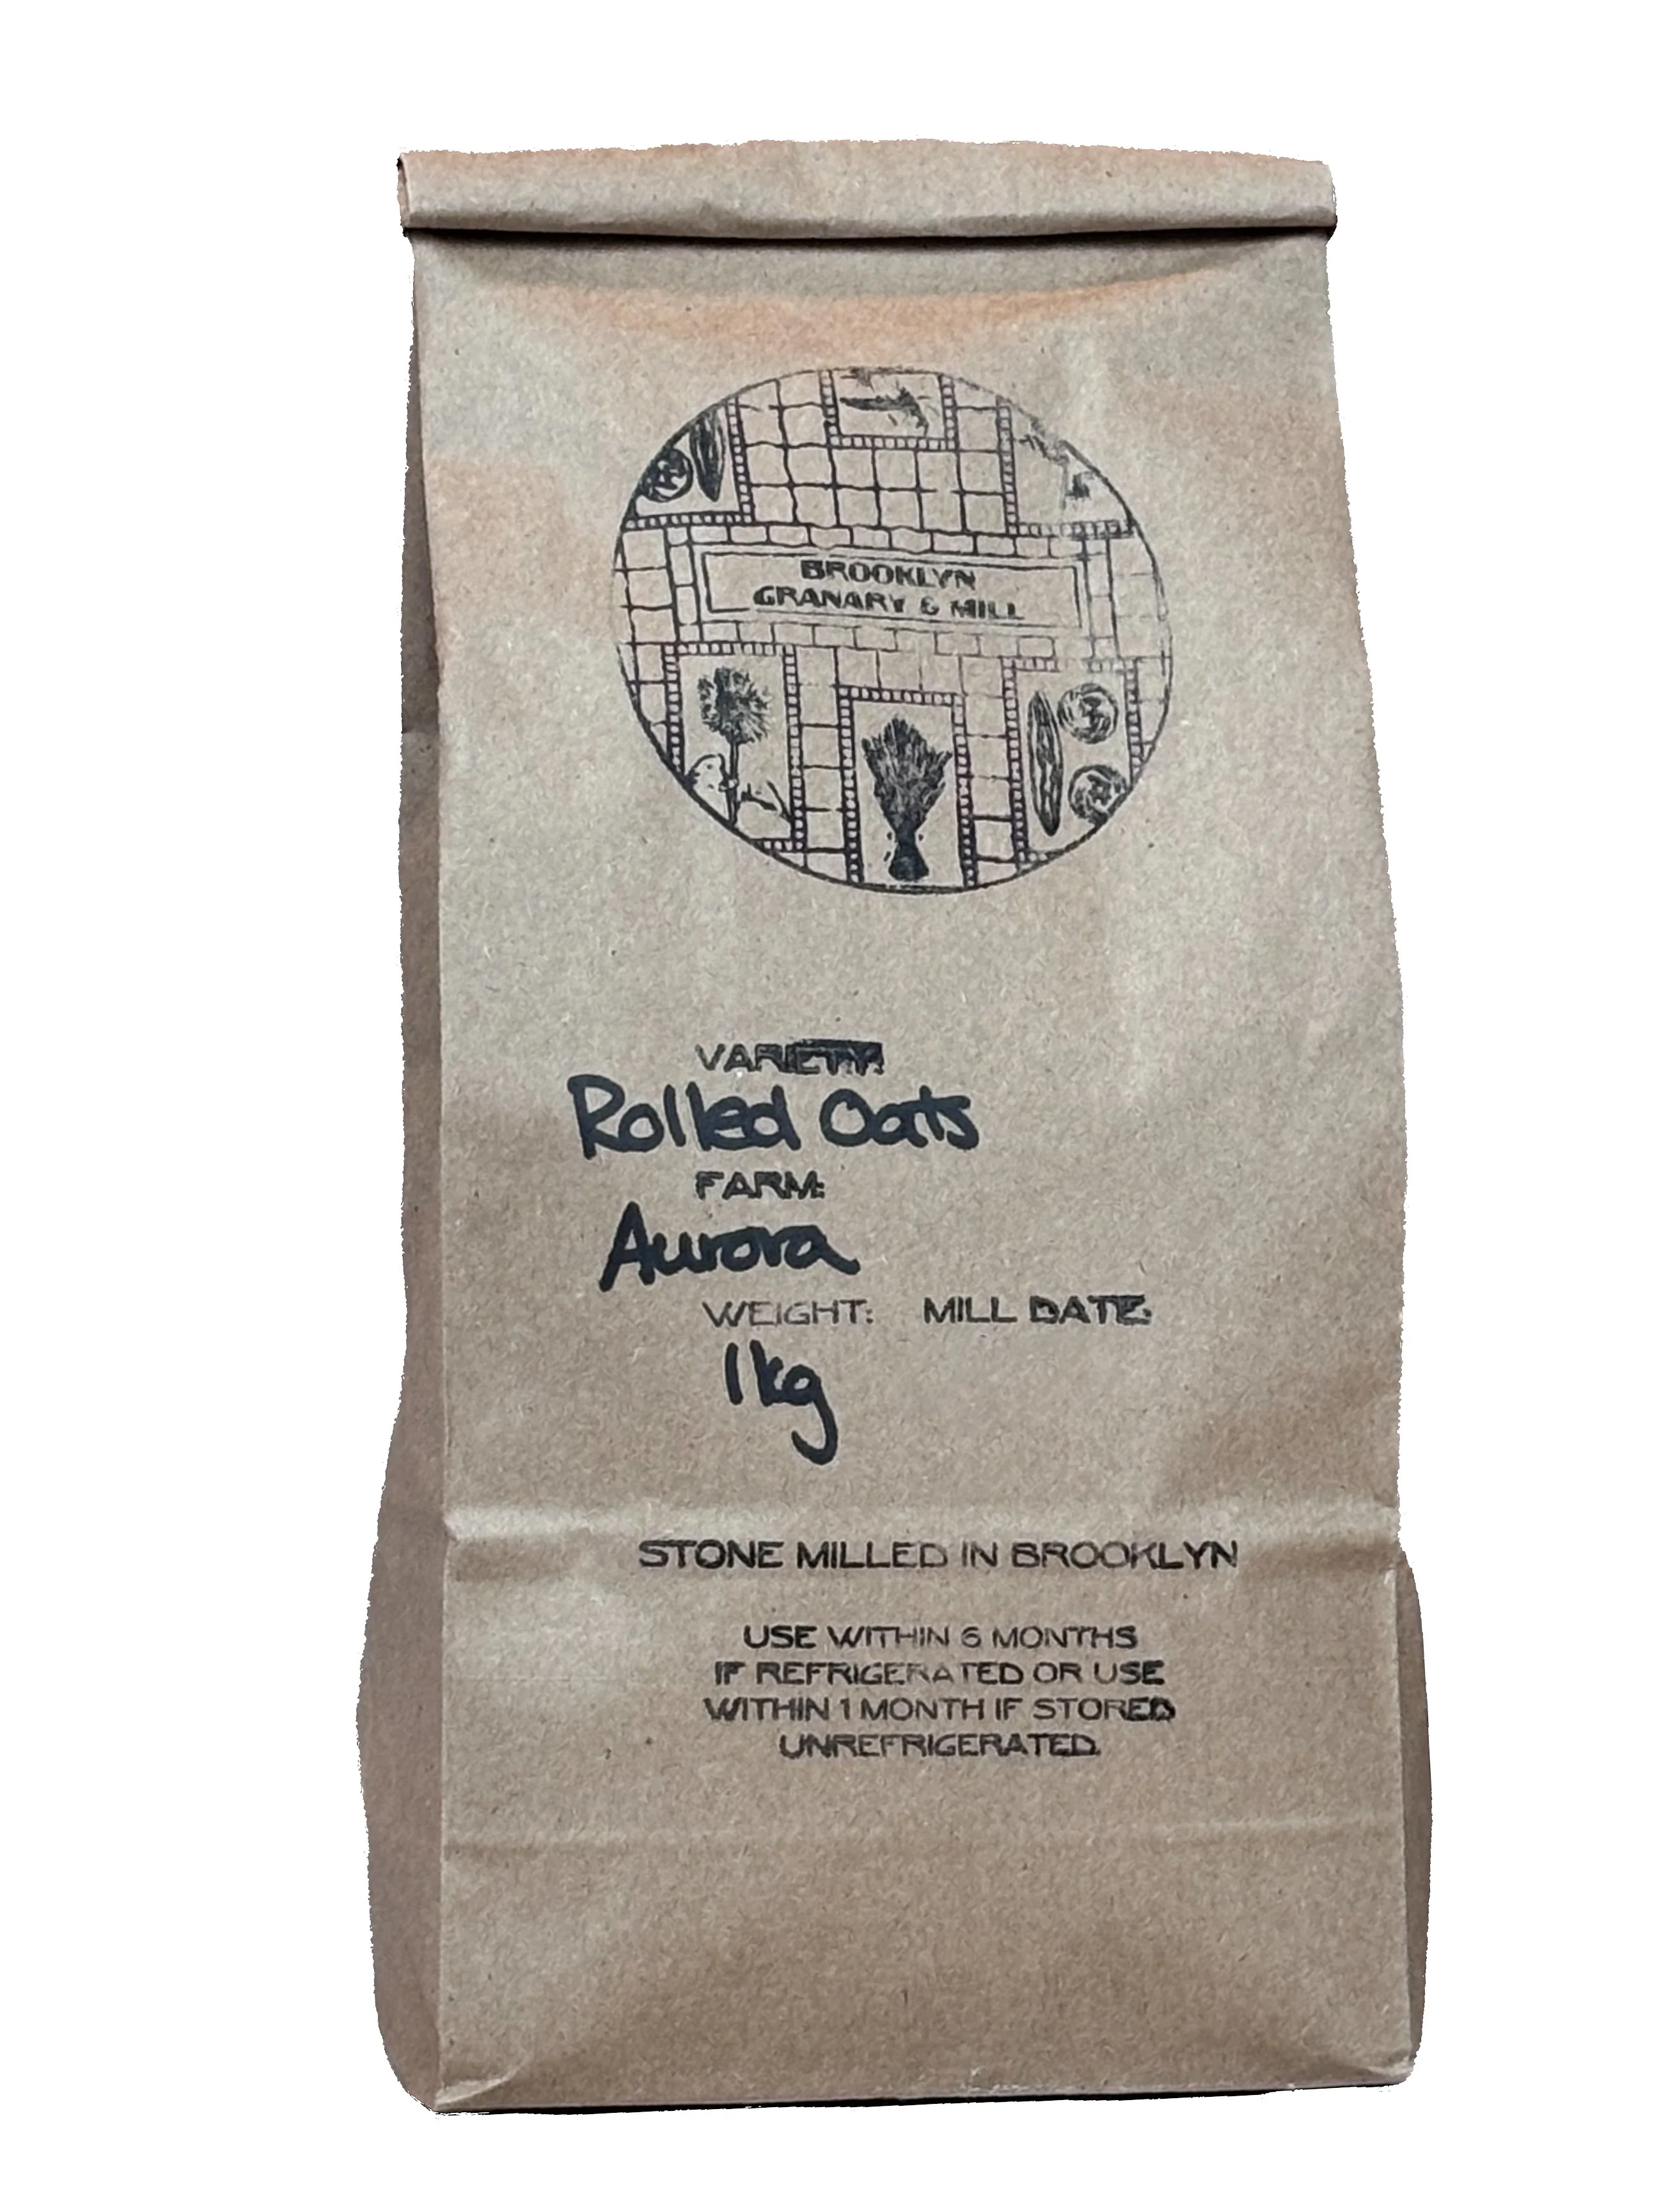 BROOKLYN
GRANARY & MILL
VARIETY:
Rolled Oats
FARM:
Aurora
WEIGHT: MILL DATE:
1kg
STONE MILLED IN BROOKLYN
USE WITHIN 6 MONTHS
IF REFRIGERATED OR USE
WITHIN 1 MONTH IF STORED
UNREFRIGERATED.